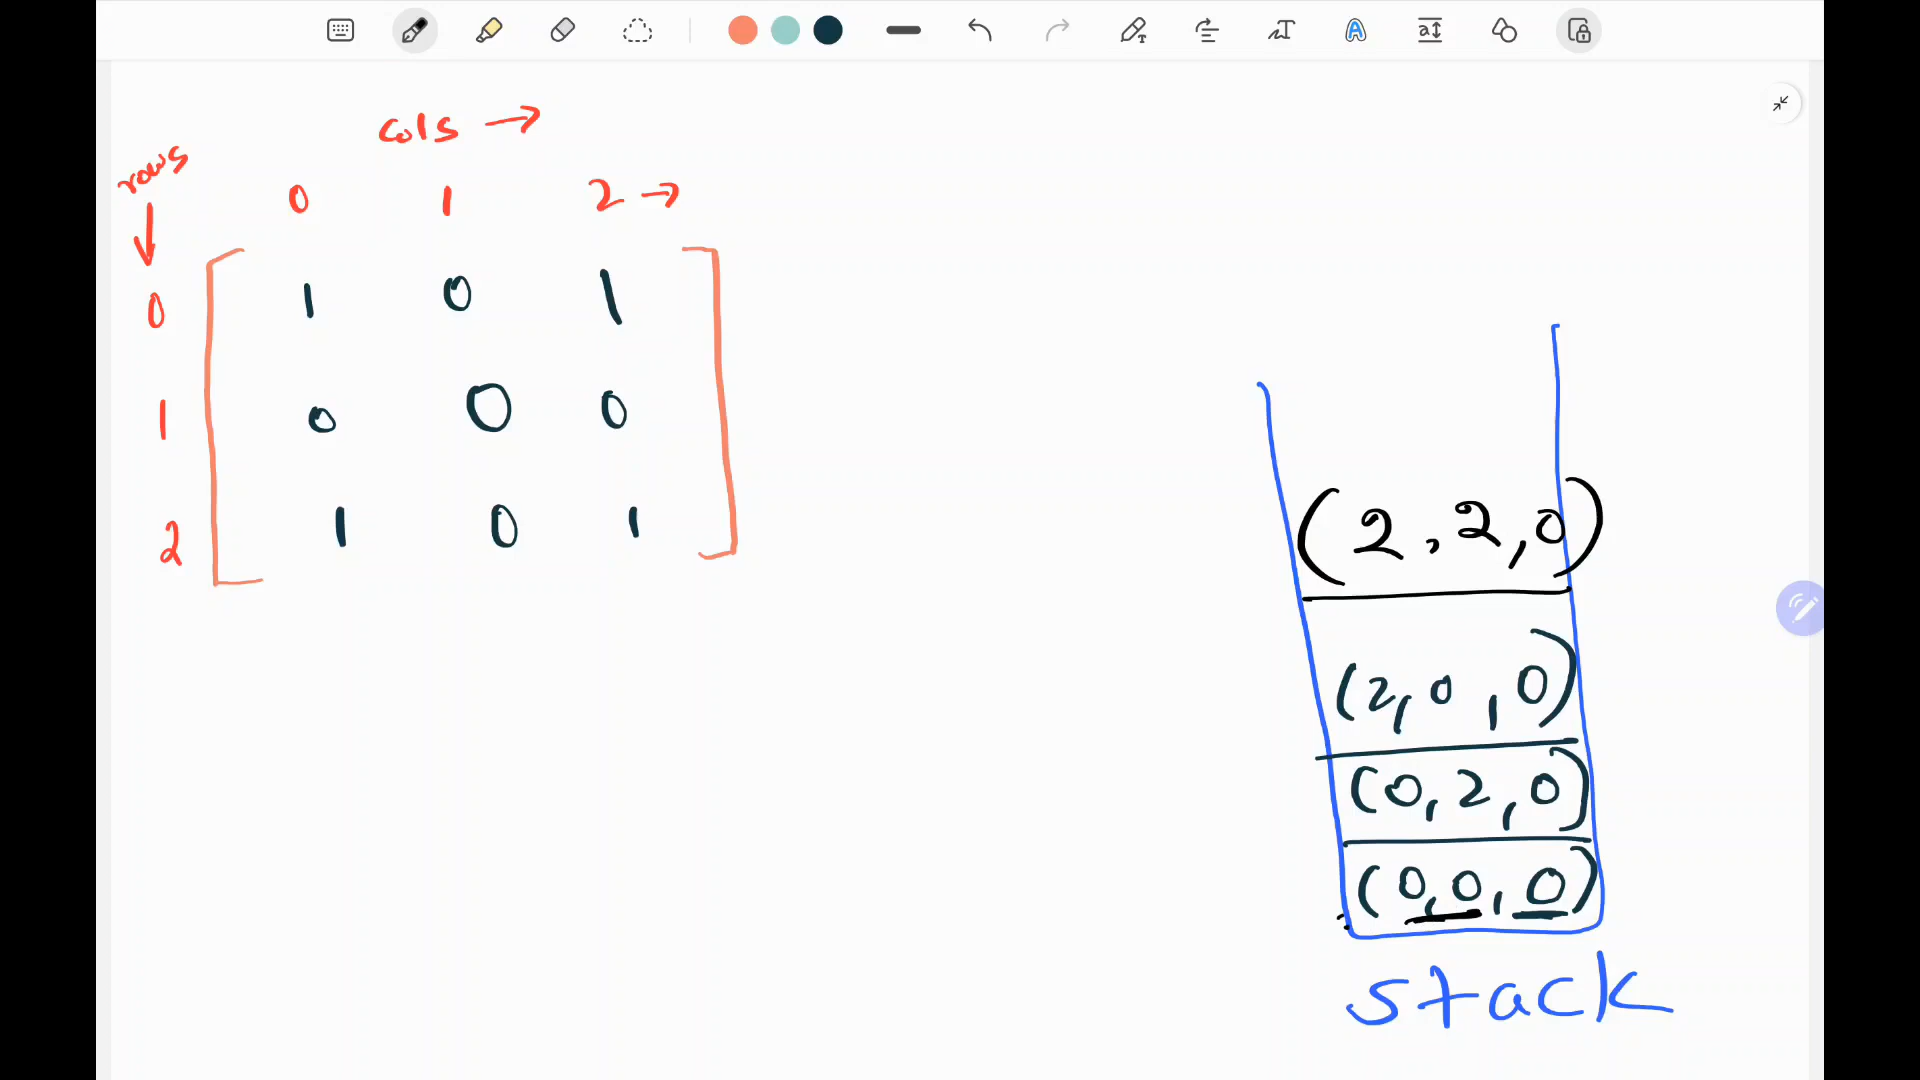 cols →
rows
↓
0 1 2 →
0 1 0 1
1 0 0 0
2 1 0 1
(2,2,0)
(2,0,0)
(0,2,0)
(0,0,0)
stack